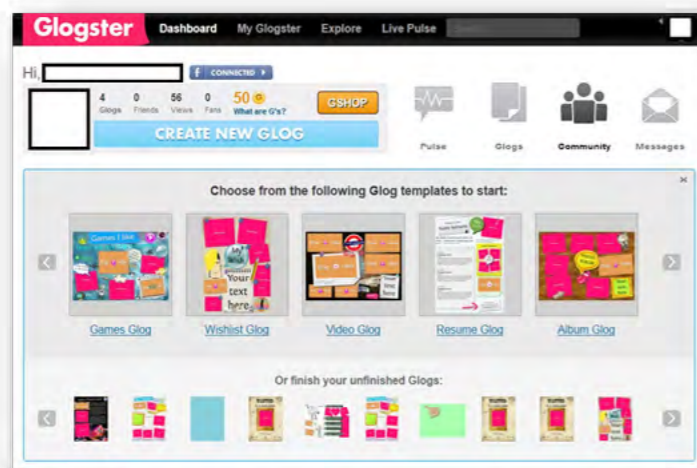 Glogster Dashboard My Glogster Explore Live Pulse
Hi,
f CONNECTED
4 0 56 0 50 G
Glogs Friends Views Fans What are G's?
GSHOP
CREATE NEW GLOG
Pulse Glogs Community Messages
Choose from the following Glog templates to start:
Games I like
Your
text
here
Games Glog Wishlist Glog Video Glog Resume Glog Album Glog
Or finish your unfinished Glogs: